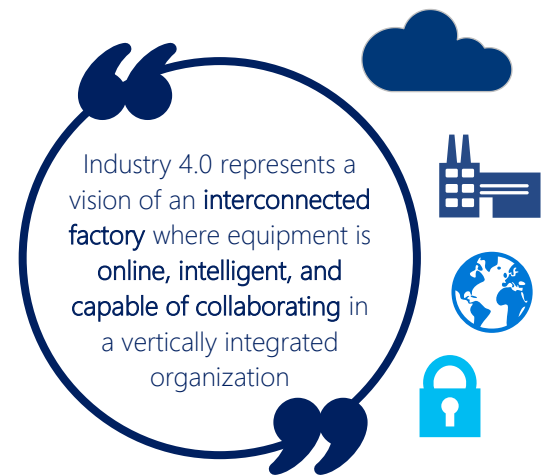 Industry 4.0 represents a
vision of an interconnected
factory where equipment is
online, intelligent, and
capable of collaborating in
a vertically integrated
organization